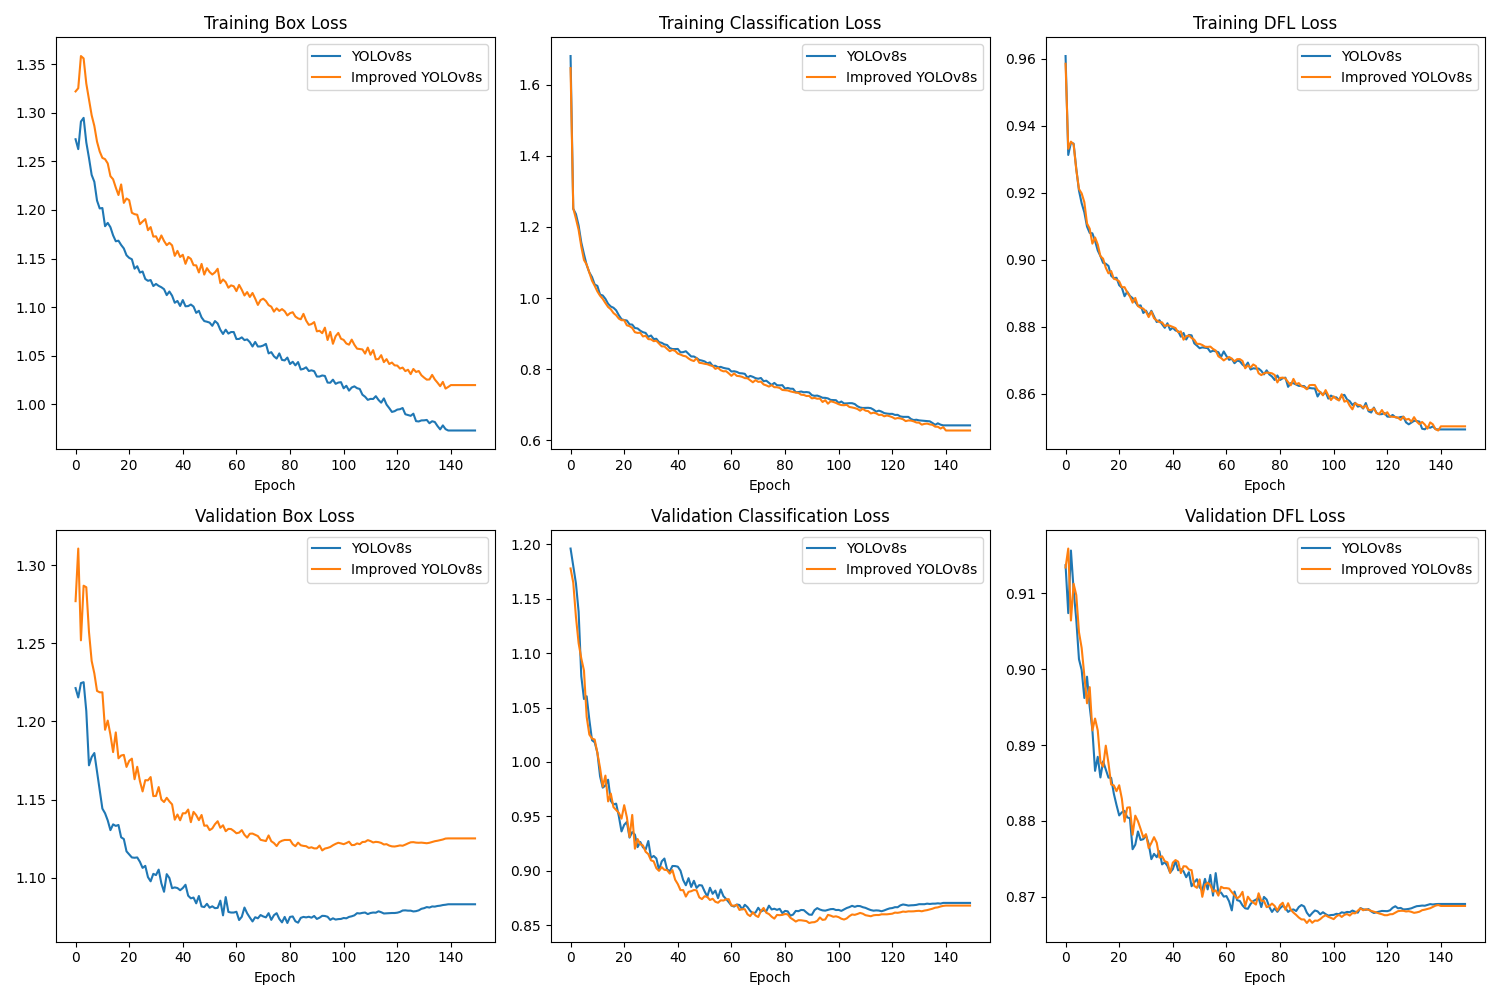 Training Box Loss
YOLOv8s
Improved YOLOv8s
1.35
1.30
1.25
1.20
1.15
1.10
1.05
1.00
0 20 40 60 80 100 120 140
Epoch
Training Classification Loss
YOLOv8s
Improved YOLOv8s
1.6
1.4
1.2
1.0
0.8
0.6
0 20 40 60 80 100 120 140
Epoch
Training DFL Loss
YOLOv8s
Improved YOLOv8s
0.96
0.94
0.92
0.90
0.88
0.86
0 20 40 60 80 100 120 140
Epoch
Validation Box Loss
YOLOv8s
Improved YOLOv8s
1.30
1.25
1.20
1.15
1.10
0 20 40 60 80 100 120 140
Epoch
Validation Classification Loss
YOLOv8s
Improved YOLOv8s
1.20
1.15
1.10
1.05
1.00
0.95
0.90
0.85
0 20 40 60 80 100 120 140
Epoch
Validation DFL Loss
YOLOv8s
Improved YOLOv8s
0.91
0.90
0.89
0.88
0.87
0 20 40 60 80 100 120 140
Epoch